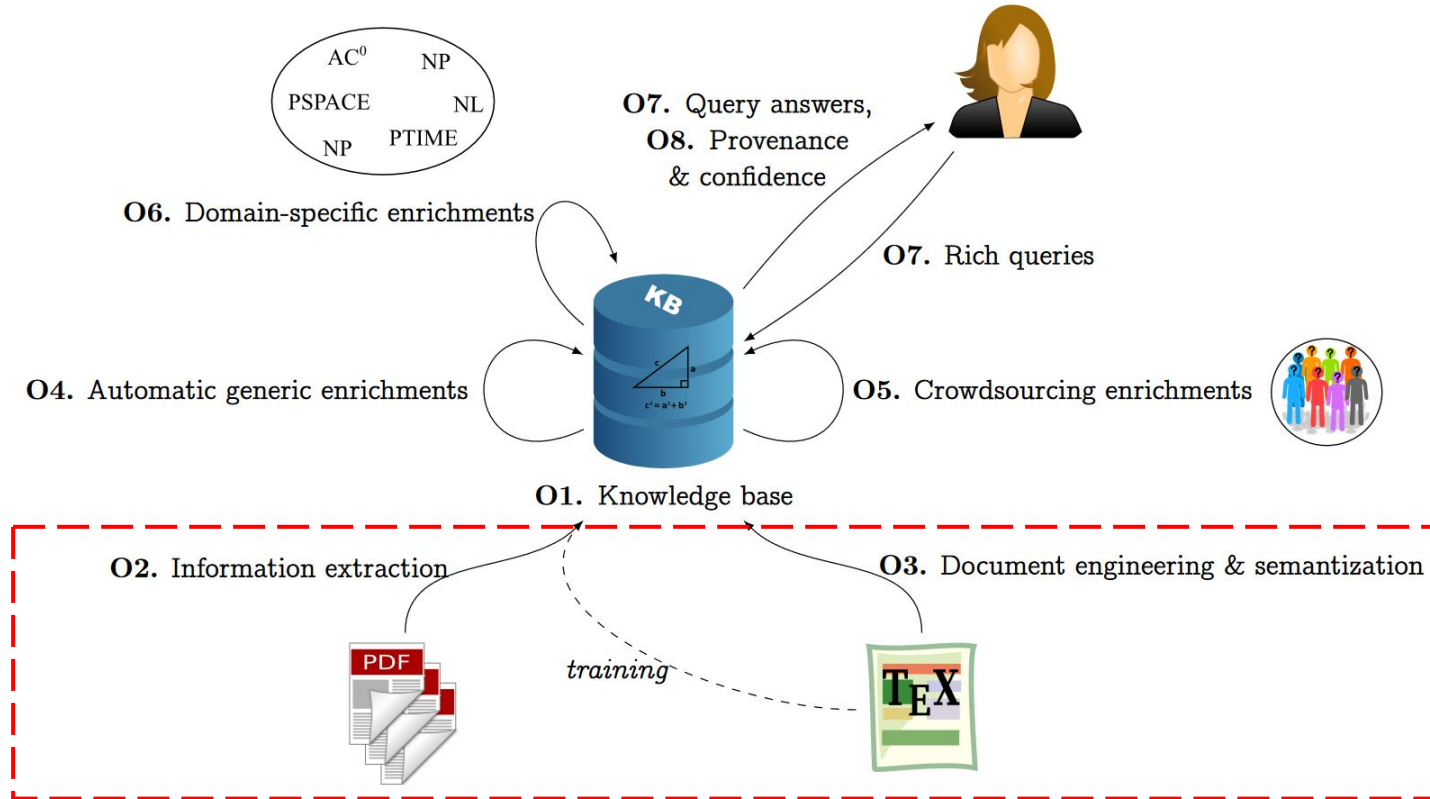 AC⁰ NP
PSPACE NL
NP PTIME
O7. Query answers,
O8. Provenance
& confidence
O6. Domain-specific enrichments
O7. Rich queries
KB
c
a
b
c² = a² + b²
O4. Automatic generic enrichments
O5. Crowdsourcing enrichments
? ? ? ?
? ? ? ?
O1. Knowledge base
O2. Information extraction
O3. Document engineering & semantization
PDF
training
TEX